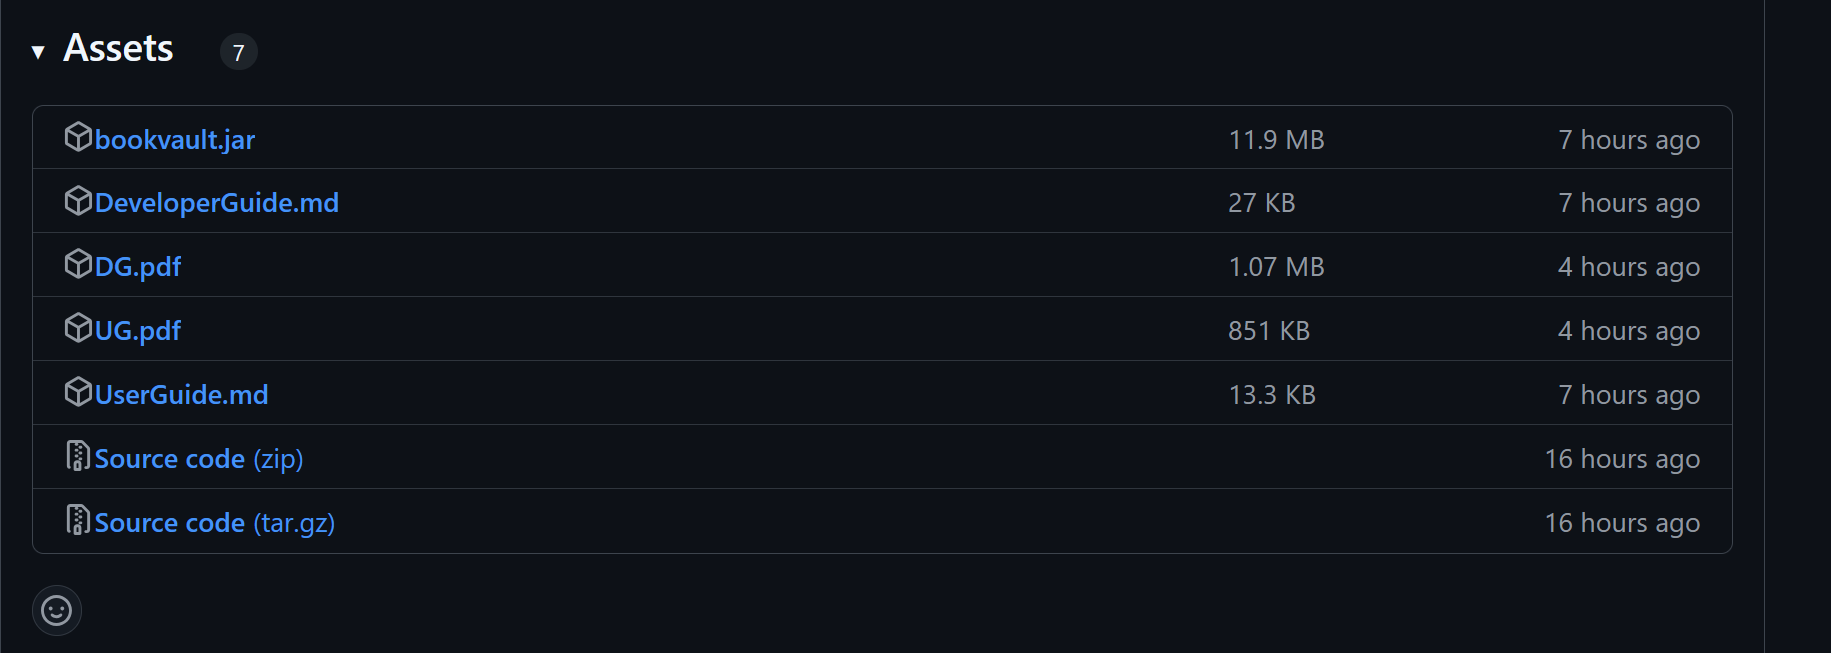 Assets 7
bookvault.jar 11.9 MB 7 hours ago
DeveloperGuide.md 27 KB 7 hours ago
DG.pdf 1.07 MB 4 hours ago
UG.pdf 851 KB 4 hours ago
UserGuide.md 13.3 KB 7 hours ago
Source code (zip) 16 hours ago
Source code (tar.gz) 16 hours ago